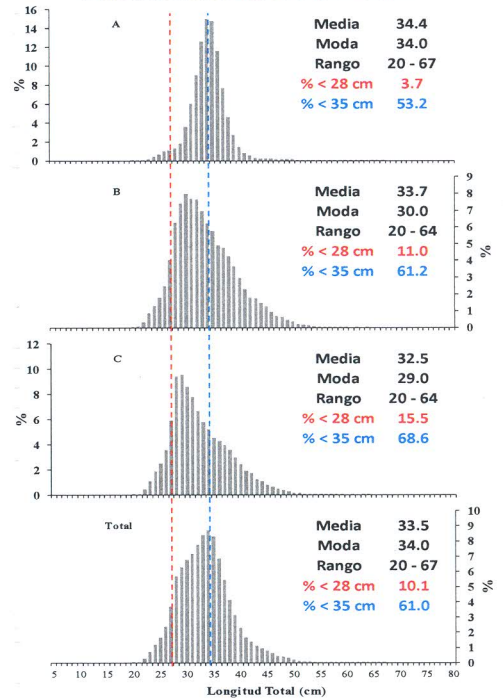 16
14
12
10
8
6
4
2
0
%
A
Media 34.4
Moda 34.0
Rango 20 - 67
% < 28 cm 3.7
% < 35 cm 53.2
B
Media 33.7
Moda 30.0
Rango 20 - 64
% < 28 cm 11.0
% < 35 cm 61.2
9
8
7
6
5
4
3
2
1
0
%
12
10
8
6
4
2
0
%
C
Media 32.5
Moda 29.0
Rango 20 - 64
% < 28 cm 15.5
% < 35 cm 68.6
Total
Media 33.5
Moda 34.0
Rango 20 - 67
% < 28 cm 10.1
% < 35 cm 61.0
10
9
8
7
6
5
4
3
2
1
0
%
5 10 15 20 25 30 35 40 45 50 55 60 65 70 75 80
Longitud Total (cm)